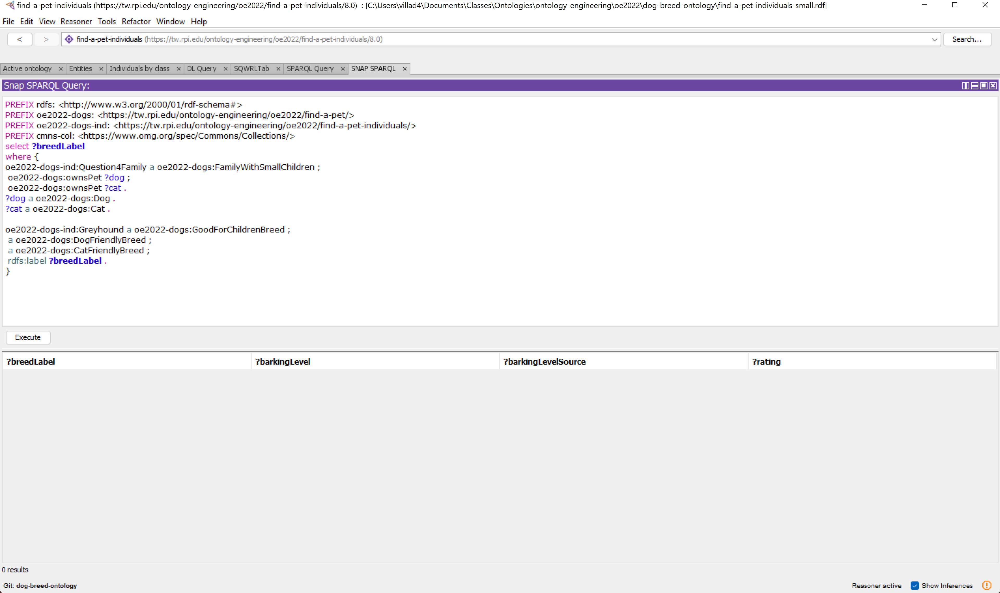 find-a-pet-individuals (https://tw.rpi.edu/ontology-engineering/oe2022/find-a-pet-individuals/8.0)  : [C:\Users\villad4\Documents\Classes\Ontologies\ontology-engineering\oe2022\dog-breed-ontology\find-a-pet-individuals-small.rdf]
File Edit View Reasoner Tools Refactor Window Help
< > find-a-pet-individuals (https://tw.rpi.edu/ontology-engineering/oe2022/find-a-pet-individuals/8.0) Search...
Active ontology × Entities × Individuals by class × DL Query × SQWRLTab × SPARQL Query × SNAP SPARQL ×
Snap SPARQL Query:
PREFIX rdfs: <http://www.w3.org/2000/01/rdf-schema#>
PREFIX oe2022-dogs: <https://tw.rpi.edu/ontology-engineering/oe2022/find-a-pet/>
PREFIX oe2022-dogs-ind: <https://tw.rpi.edu/ontology-engineering/oe2022/find-a-pet-individuals/>
PREFIX cmns-col: <https://www.omg.org/spec/Commons/Collections/>
select ?breedLabel
where {
oe2022-dogs-ind:Question4Family a oe2022-dogs:FamilyWithSmallChildren ;
oe2022-dogs:ownsPet ?dog ;
oe2022-dogs:ownsPet ?cat .
?dog a oe2022-dogs:Dog .
?cat a oe2022-dogs:Cat .
oe2022-dogs-ind:Greyhound a oe2022-dogs:GoodForChildrenBreed ;
a oe2022-dogs:DogFriendlyBreed ;
a oe2022-dogs:CatFriendlyBreed ;
rdfs:label ?breedLabel .
}
Execute
?breedLabel ?barkingLevel ?barkingLevelSource ?rating
0 results
Git: dog-breed-ontology Reasoner active Show Inferences